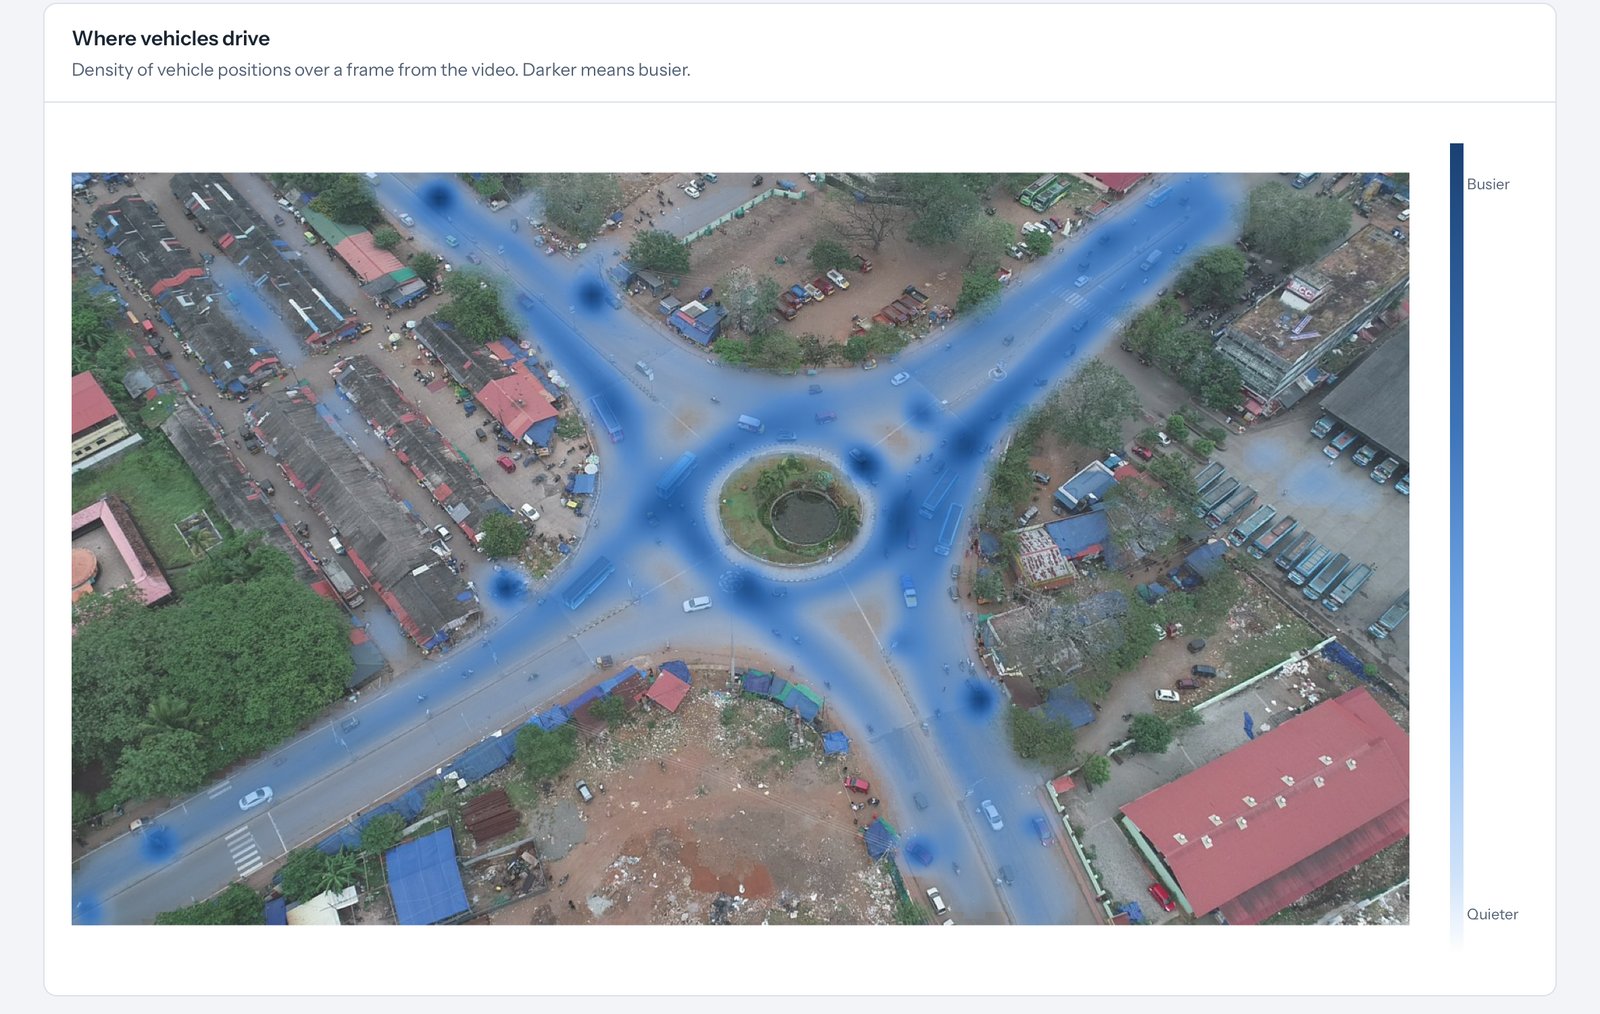 Where vehicles drive
Density of vehicle positions over a frame from the video. Darker means busier.
Busier
Quieter